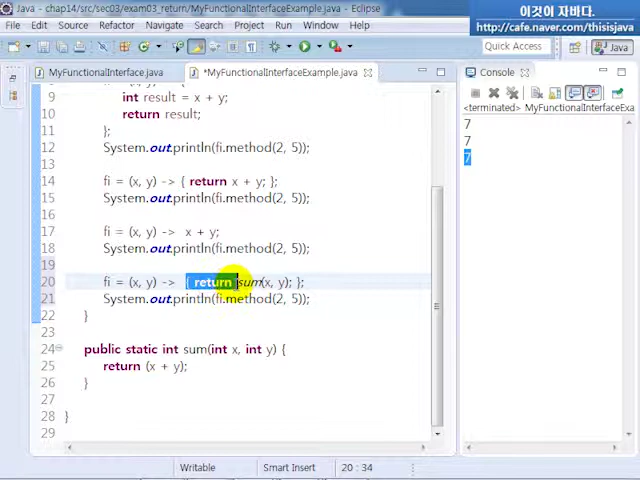 Java - chap14/src/sec03/exam03_return/MyFunctionalInterfaceExample.java - Eclipse
이것이 자바다.
http://cafe.naver.com/thisisjava
File Edit Source Refactor Navigate Search Project Run Window Help
Quick Access
Java
MyFunctionalInterface.java
*MyFunctionalInterfaceExample.java
Console
<terminated> MyFunctionalInterfaceExa
7
7
7
9 int result = x + y;
10 return result;
11 };
12 System.out.println(fi.method(2, 5));
13
14 fi = (x, y) -> { return x + y; };
15 System.out.println(fi.method(2, 5));
16
17 fi = (x, y) -> x + y;
18 System.out.println(fi.method(2, 5));
19
20 fi = (x, y) -> { return sum(x, y); };
21 System.out.println(fi.method(2, 5));
22 }
23
24 public static int sum(int x, int y) {
25 return (x + y);
26 }
27
28 }
29
Writable Smart Insert 20 : 34